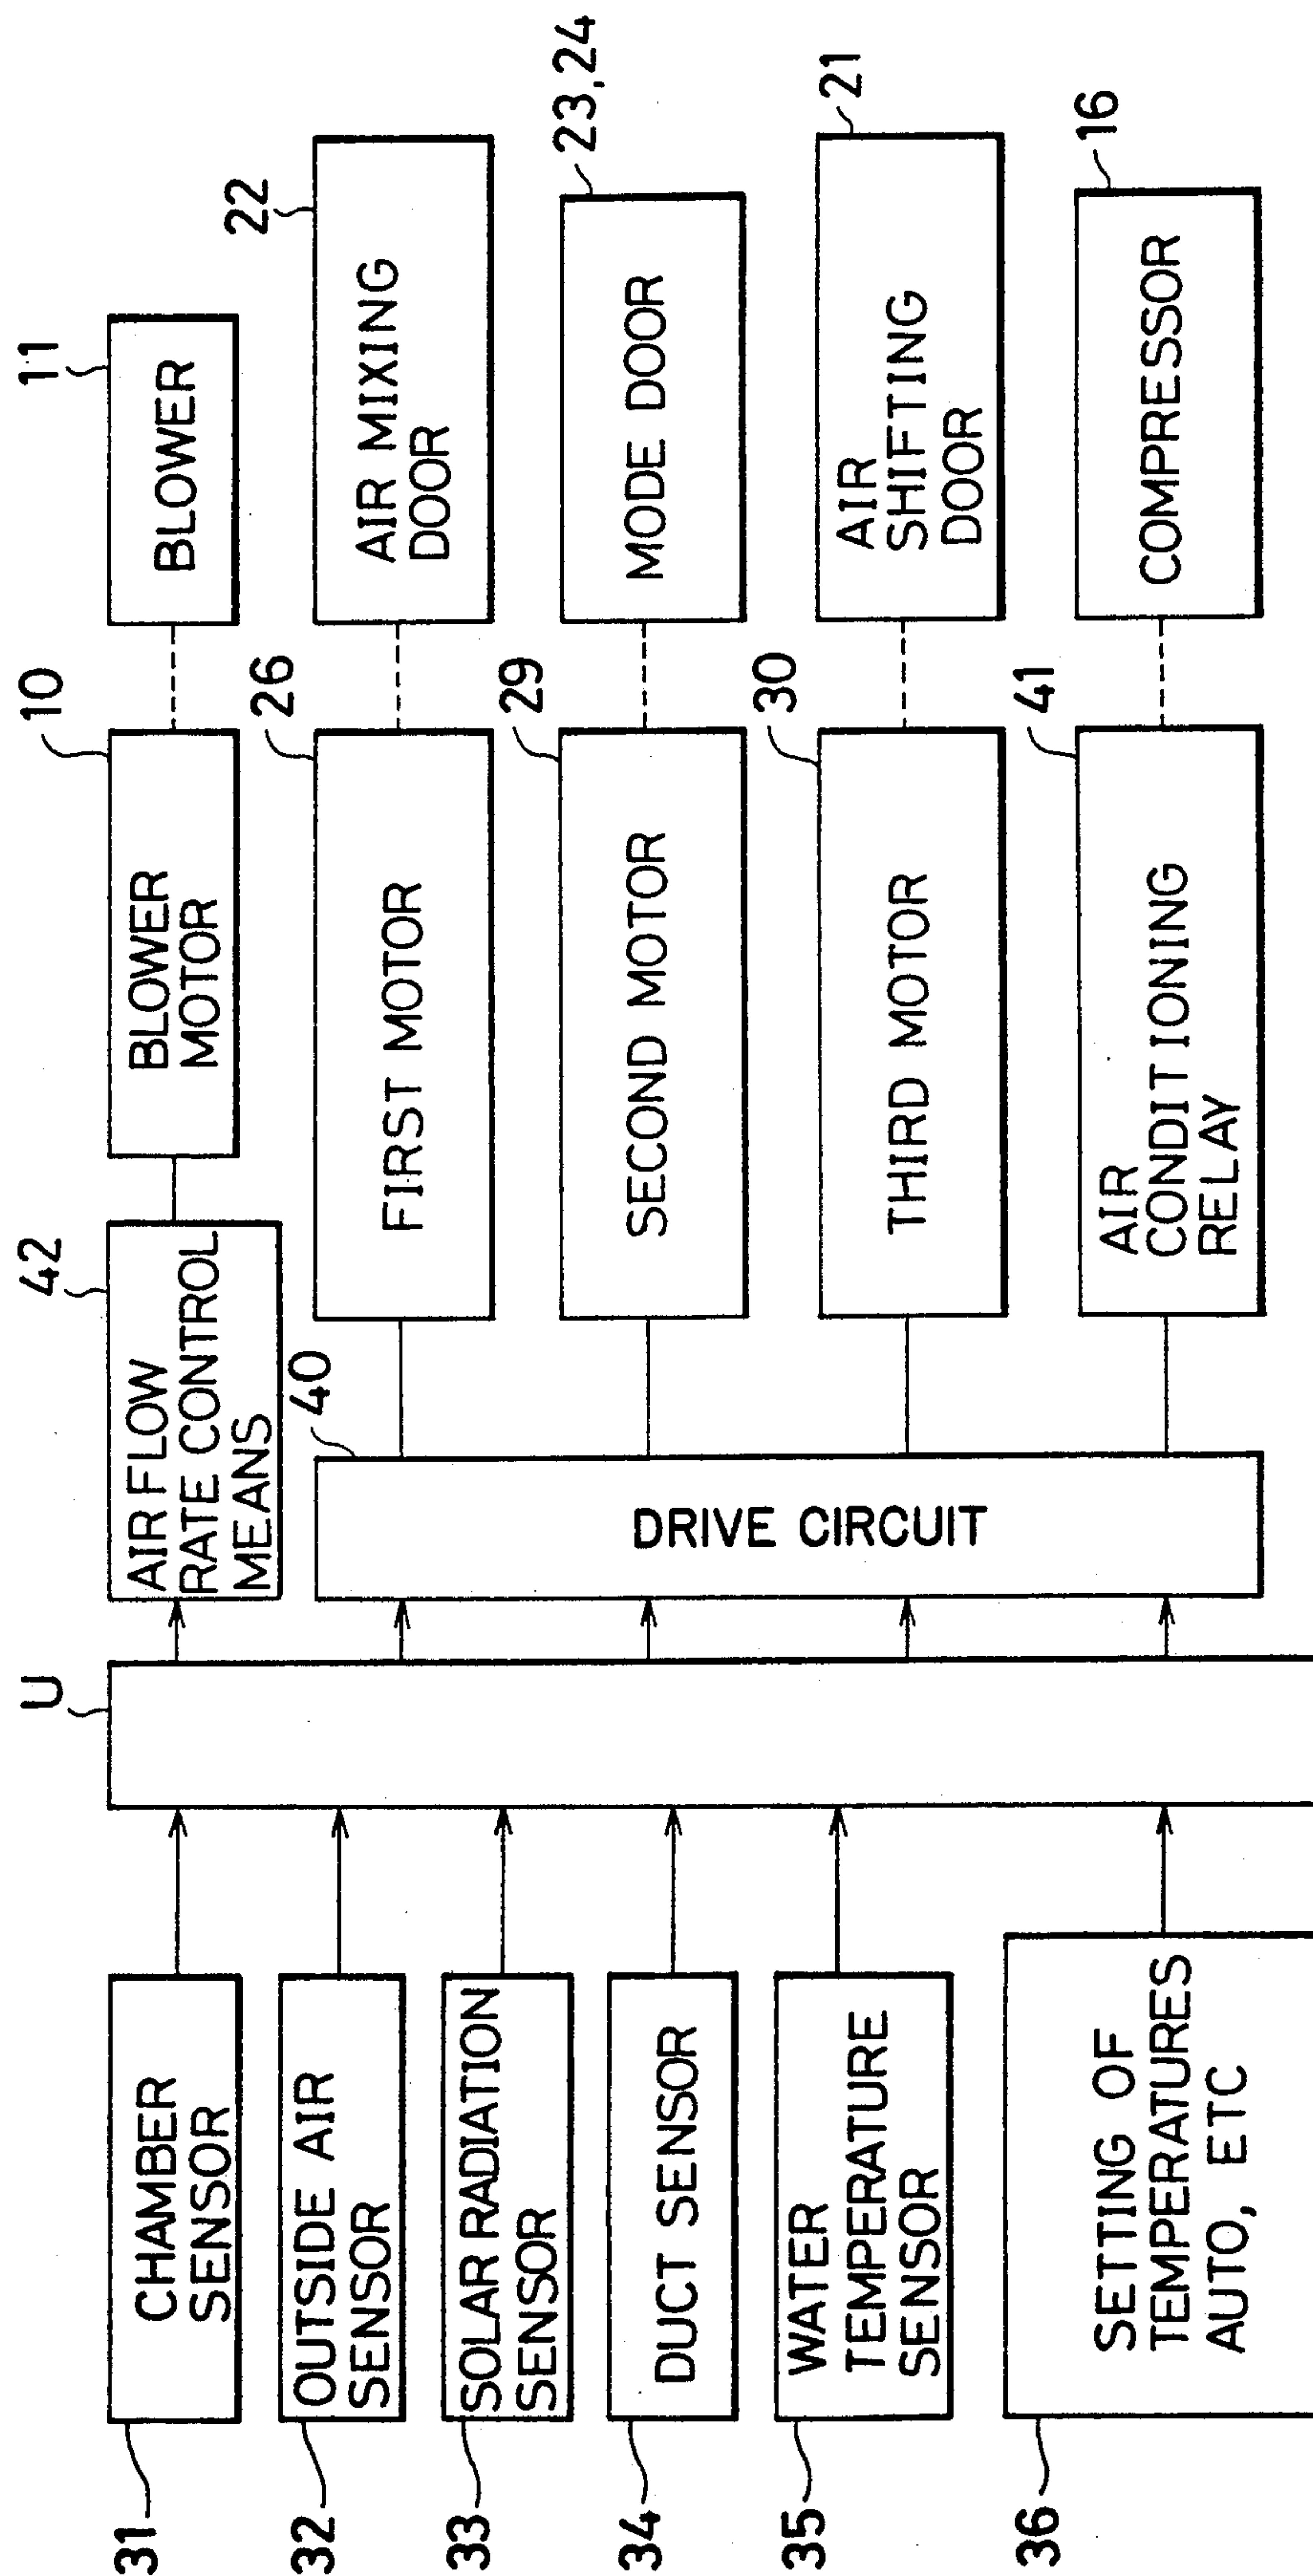 31
CHAMBER
SENSOR
32
OUTSIDE AIR
SENSOR
33
SOLAR RADIATION
SENSOR
34
DUCT SENSOR
35
WATER
TEMPERATURE
SENSOR
36
SETTING OF
TEMPERATURES
AUTO, ETC
U
42
AIR FLOW
RATE CONTROL
MEANS
40
DRIVE CIRCUIT
10
BLOWER
MOTOR
26
FIRST MOTOR
29
SECOND MOTOR
30
THIRD MOTOR
41
AIR
CONDITIONING
RELAY
11
BLOWER
22
AIR MIXING
DOOR
23,24
MODE DOOR
21
AIR
SHIFTING
DOOR
16
COMPRESSOR